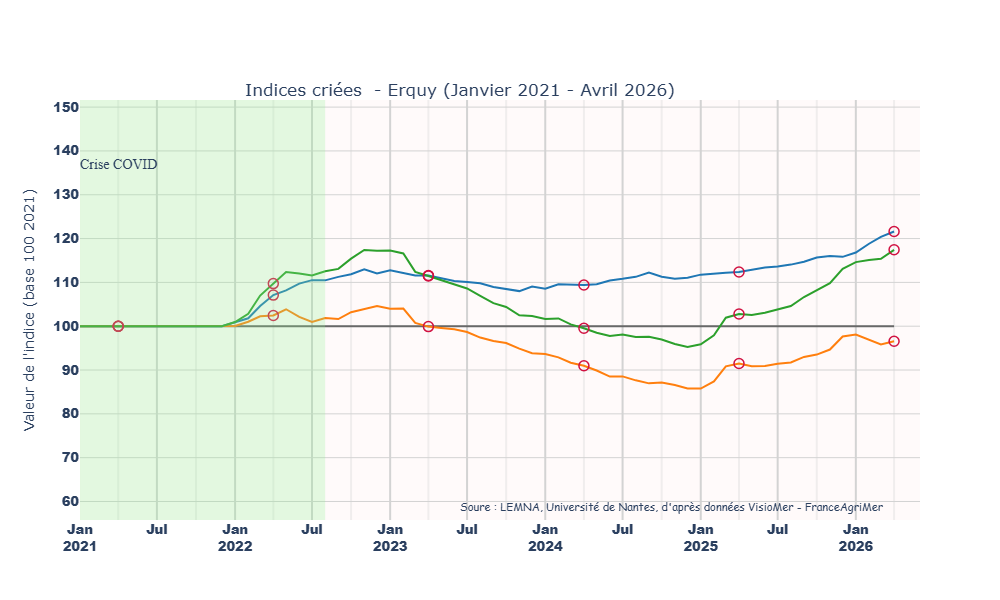 Indices criées  - Erquy (Janvier 2021 - Avril 2026)
Valeur de l'indice (base 100 2021)
150
140
Crise COVID
130
120
110
100
90
80
70
60
Soure : LEMNA, Université de Nantes, d'après données VisioMer - FranceAgriMer
Jan Jul Jan Jul Jan Jul Jan Jul Jan Jul Jan
2021 2022 2023 2024 2025 2026